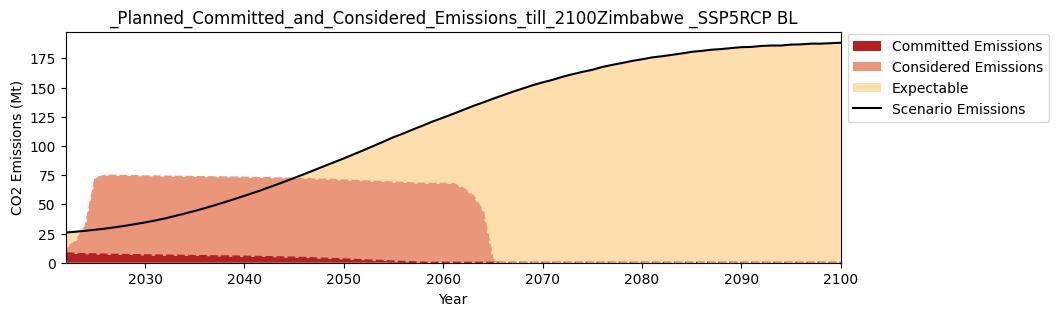 _Planned_Committed_and_Considered_Emissions_till_2100Zimbabwe _SSP5RCP BL
CO2 Emissions (Mt)
175
150
125
100
75
50
25
0
2030 2040 2050 2060 2070 2080 2090 2100
Year
Committed Emissions
Considered Emissions
Expectable
Scenario Emissions